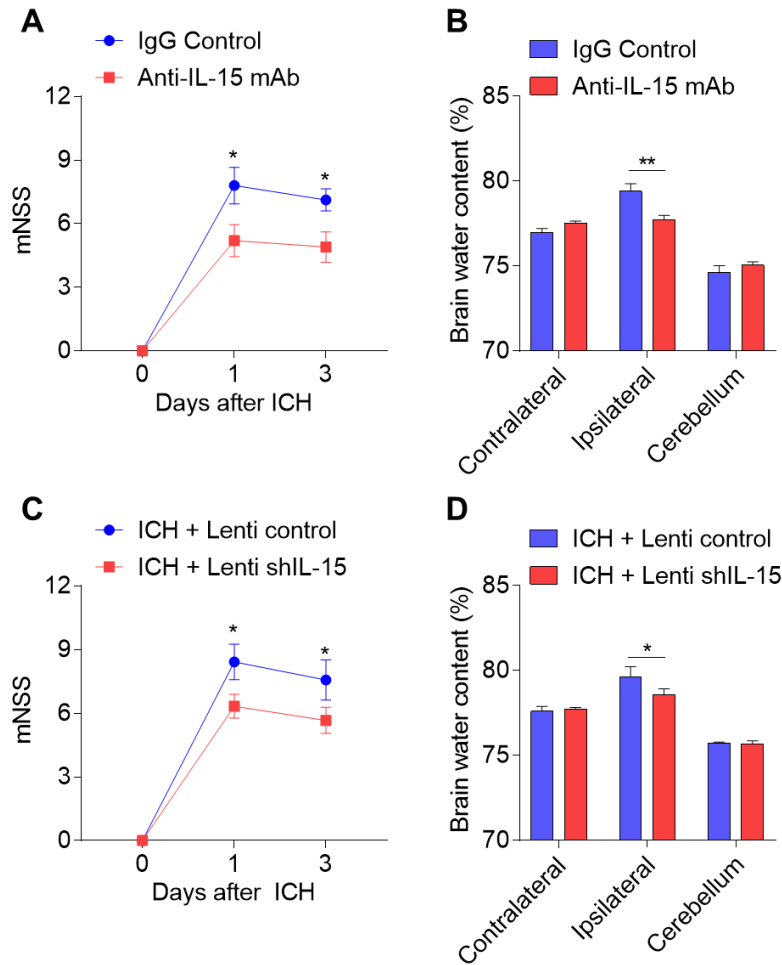 A
IgG Control
Anti-IL-15 mAb
12
9
6
3
0
mNSS
*
*
0
1
3
Days after ICH
B
IgG Control
Anti-IL-15 mAb
85
80
75
70
Brain water content (%)
**
Contralateral
Ipsilateral
Cerebellum
C
ICH + Lenti control
ICH + Lenti shIL-15
12
9
6
3
0
mNSS
*
*
0
1
3
Days after ICH
D
ICH + Lenti control
ICH + Lenti shIL-15
85
80
75
70
Brain water content (%)
*
Contralateral
Ipsilateral
Cerebellum